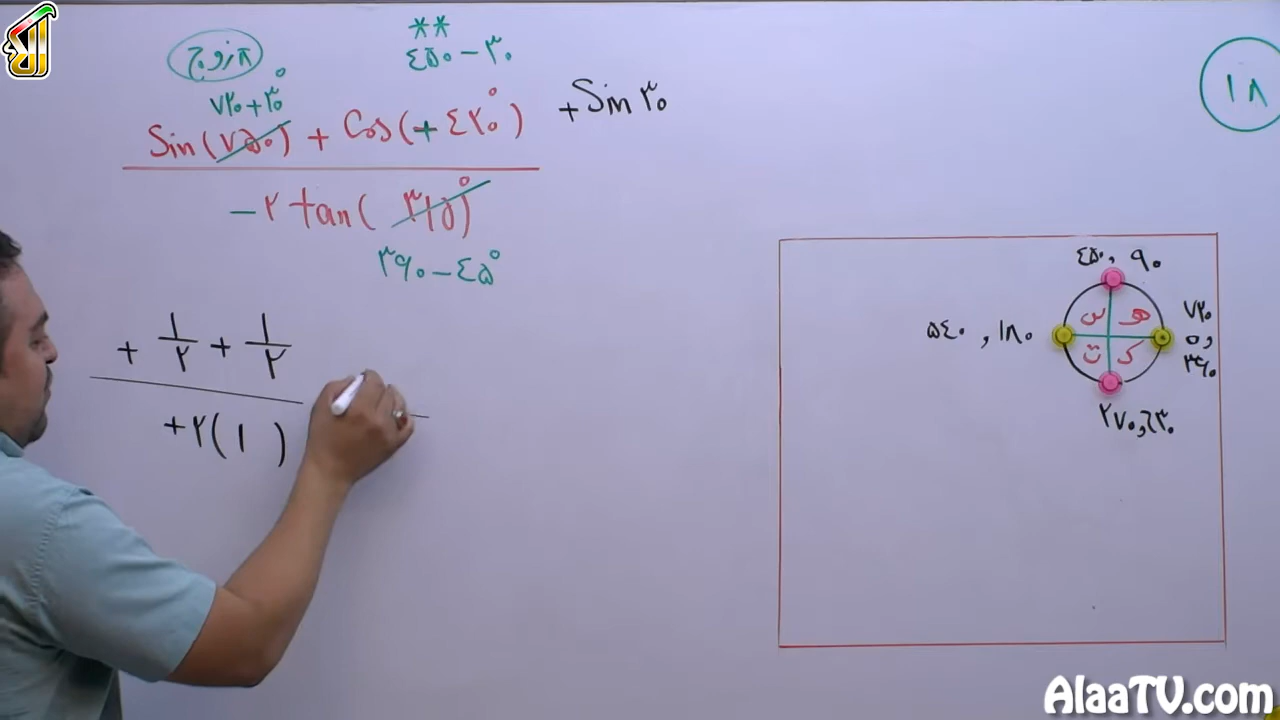 **
زوج
۴۵۰ - ۳۰
۷۲۰ + ۳۰°
Sin(۷۵۰) + Cos(+ ۴۲۰°) + Sin ۳۰
-۲ tan( ۳۱۵°)
۳۶۰ - ۴۵°
+ ۱/۲ + ۱/۲
+۲( ۱ )
۱۸
۴۵۰ , ۹۰
ه
س
ت
ک
۵۴۰ , ۱۸۰
۷۲۰
۰,
۳۶۰
۲۷۰, ۶۳۰
AlaaTV.com